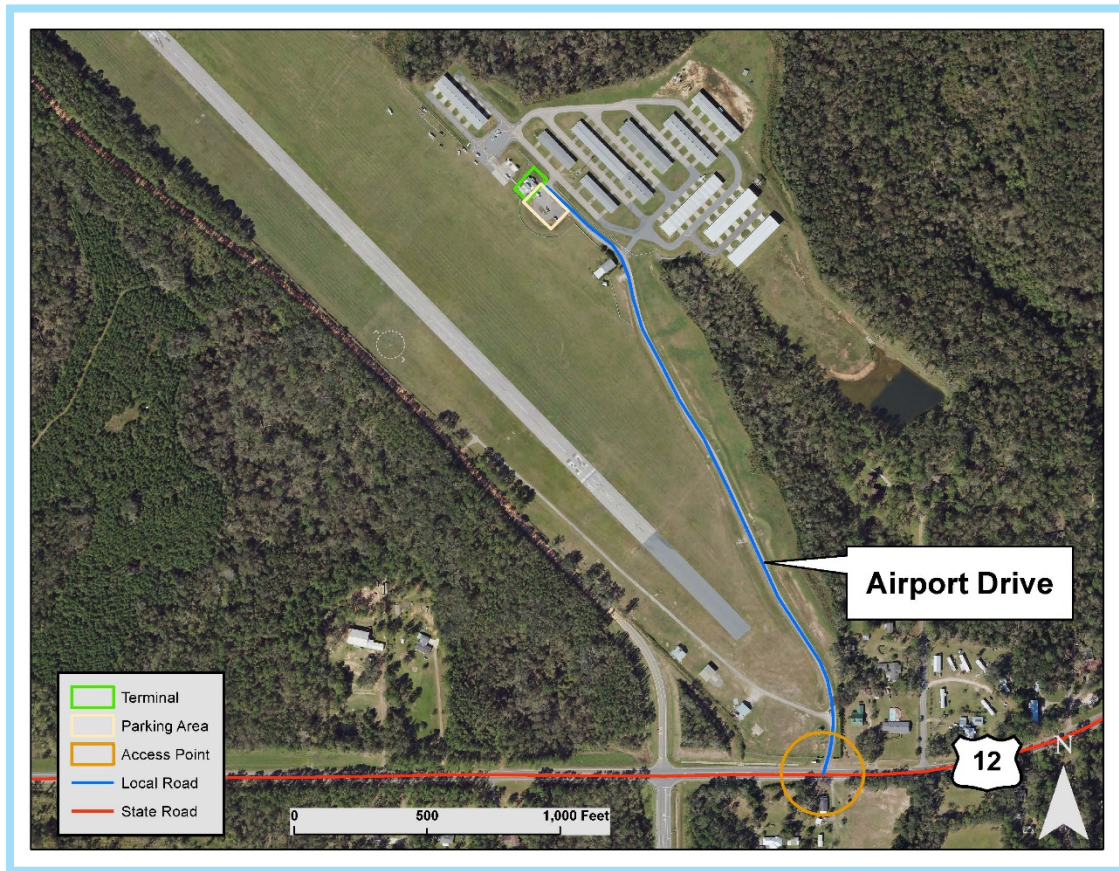 Airport Drive
Terminal
Parking Area
Access Point
Local Road
State Road
0 500 1,000 Feet
12
N